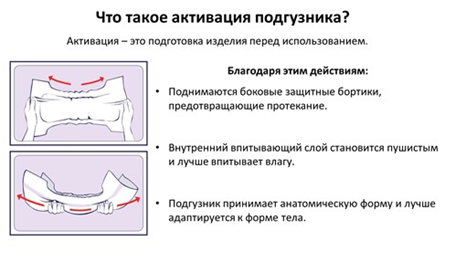 Что такое активация подгузника?
Активация – это подготовка изделия перед использованием.
Благодаря этим действиям:
• Поднимаются боковые защитные бортики,
предотвращающие протекание.
• Внутренний впитывающий слой становится пушистым
и лучше впитывает влагу.
• Подгузник принимает анатомическую форму и лучше
адаптируется к форме тела.